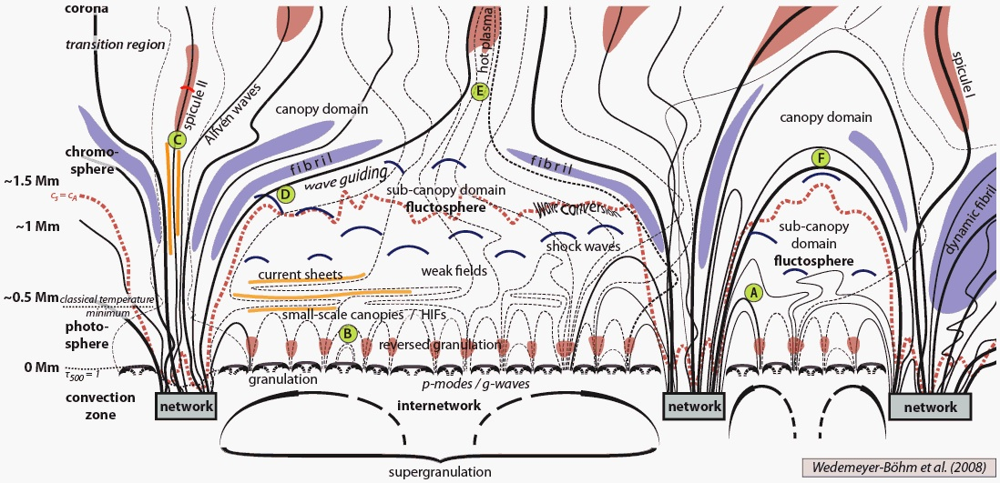 corona
transition region
hot plasma
spicule II
Alfven waves
spicule I
canopy domain
canopy domain
E
C
F
chromo-
sphere
fibril
fibril
wave guiding
D
~1.5 Mm
cs = cA
sub-canopy domain
fluctosphere
wave conversion
dynamic fibril
~1 Mm
sub-canopy
domain
fluctosphere
shock waves
current sheets
weak fields
A
~0.5 Mm
classical temperature
minimum
small-scale canopies / HIFs
photo-
sphere
B
reversed granulation
0 Mm
τ500= 1
granulation
p-modes / g-waves
convection
zone
network
internetwork
network
network
supergranulation
Wedemeyer-Böhm et al. (2008)